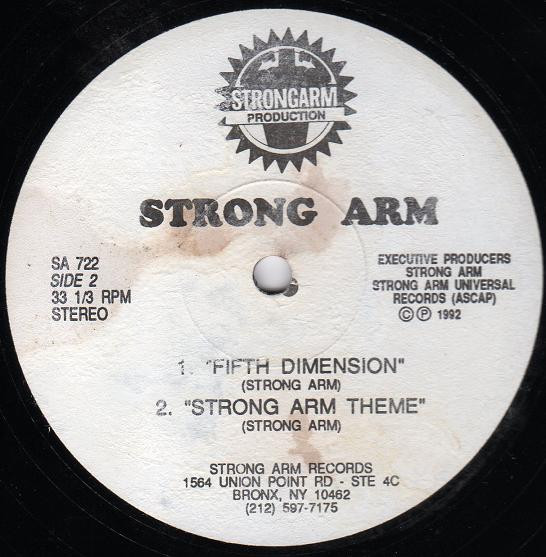 STRONGARM
PRODUCTION
STRONG ARM
SA 722
SIDE 2
33 1/3 RPM
STEREO
EXECUTIVE PRODUCERS
STRONG ARM
STRONG ARM UNIVERSAL
RECORDS (ASCAP)
© ℗ 1992
1. "FIFTH DIMENSION"
(STRONG ARM)
2. "STRONG ARM THEME"
(STRONG ARM)
STRONG ARM RECORDS
1564 UNION POINT RD - STE 4C
BRONX, NY 10462
(212) 597-7175